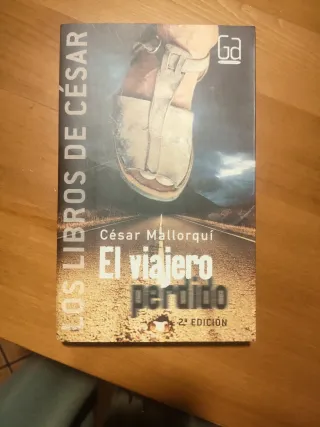 Ga
LOS LIBROS DE CÉSAR
César Mallorquí
El viajero
perdido
2ª EDICIÓN